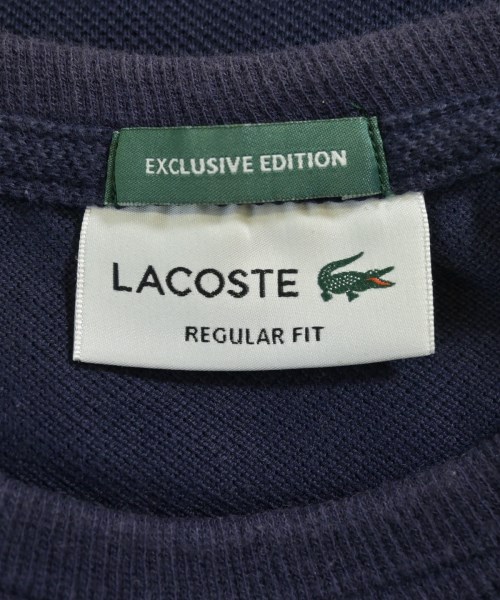 EXCLUSIVE EDITION
LACOSTE
REGULAR FIT